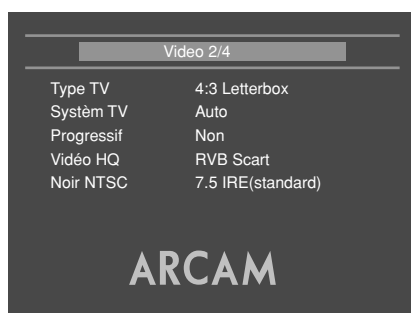 Video 2/4
Type TV 4:3 Letterbox
Systèm TV Auto
Progressif Non
Vidéo HQ RVB Scart
Noir NTSC 7.5 IRE(standard)
ARCAM